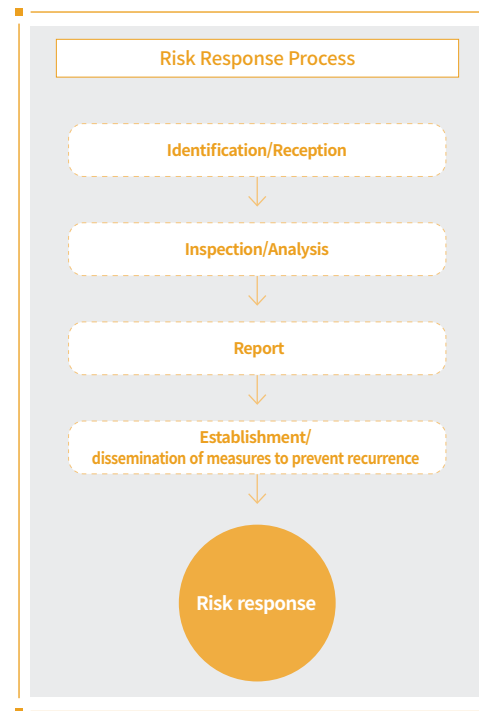 Risk Response Process
Identification/Reception
Inspection/Analysis
Report
Establishment/
dissemination of measures to prevent recurrence
Risk response